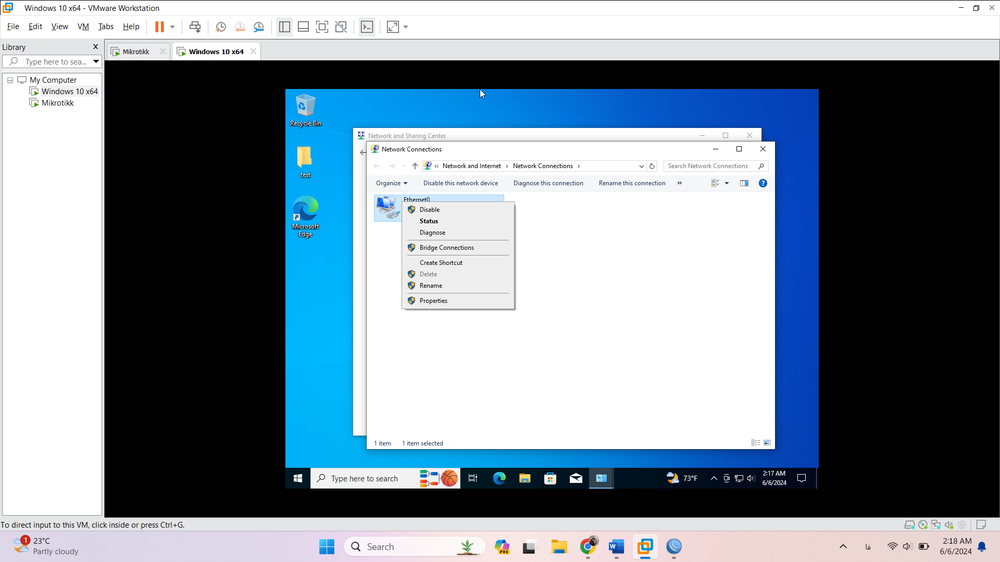 Windows 10 x64 - VMware Workstation
File Edit View VM Tabs Help
Library
Type here to sea...
My Computer
Windows 10 x64
Mikrotikk
Mikrotikk
Windows 10 x64
Recycle Bin
test
Microsoft
Edge
Network and Sharing Center
Network Connections
« Network and Internet › Network Connections ›
Search Network Connections
Organize
Disable this network device
Diagnose this connection
Rename this connection
»
Ethernet0
Disable
Status
Diagnose
Bridge Connections
Create Shortcut
Delete
Rename
Properties
1 item
1 item selected
Type here to search
73°F
2:17 AM
6/6/2024
To direct input to this VM, click inside or press Ctrl+G.
1
23°C
Partly cloudy
Search
PRE
W
فا
2:18 AM
6/6/2024